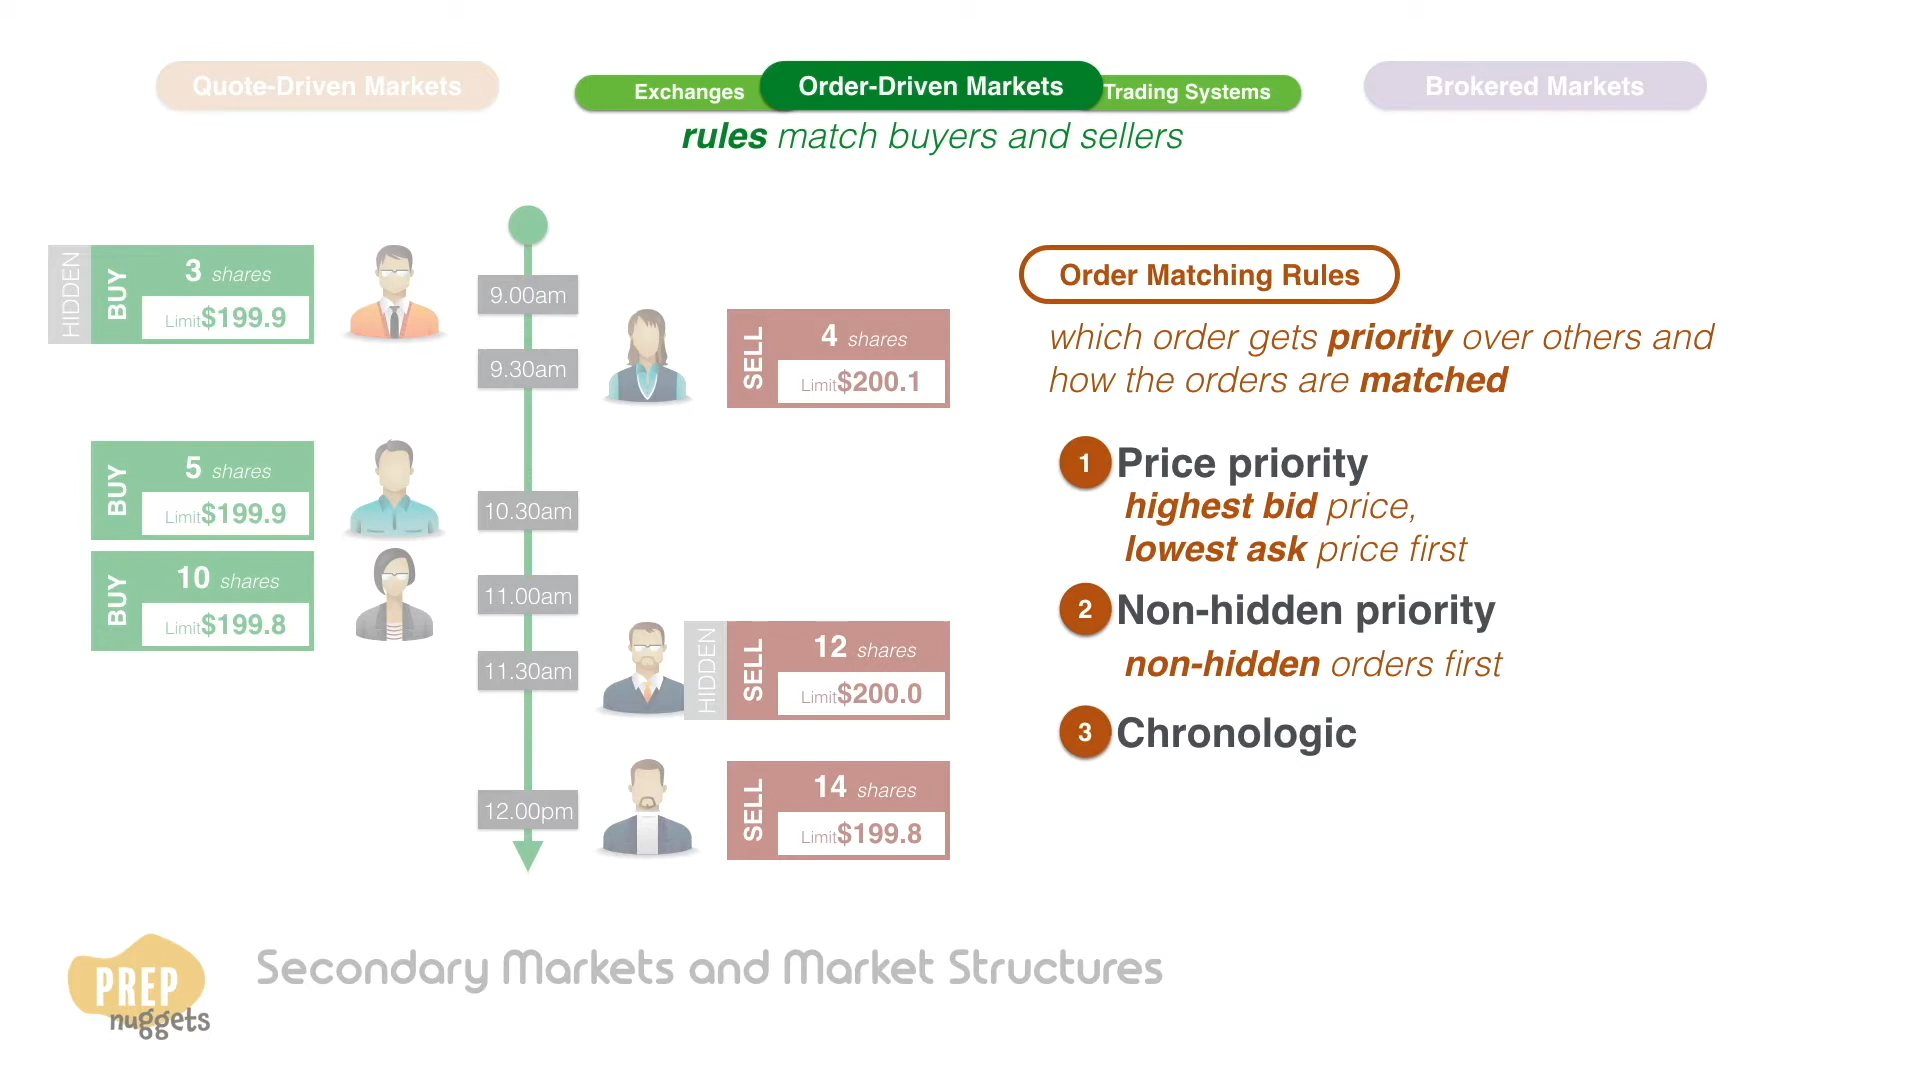 Quote-Driven Markets
Exchanges
Order-Driven Markets
Trading Systems
Brokered Markets
rules match buyers and sellers
HIDDEN
BUY
3 shares
Limit $199.9
9.00am
9.30am
SELL
4 shares
Limit $200.1
BUY
5 shares
Limit $199.9
10.30am
BUY
10 shares
Limit $199.8
11.00am
11.30am
HIDDEN
SELL
12 shares
Limit $200.0
12.00pm
SELL
14 shares
Limit $199.8
Order Matching Rules
which order gets priority over others and
how the orders are matched
1 Price priority
highest bid price,
lowest ask price first
2 Non-hidden priority
non-hidden orders first
3 Chronologic
PREP
nuggets
Secondary Markets and Market Structures